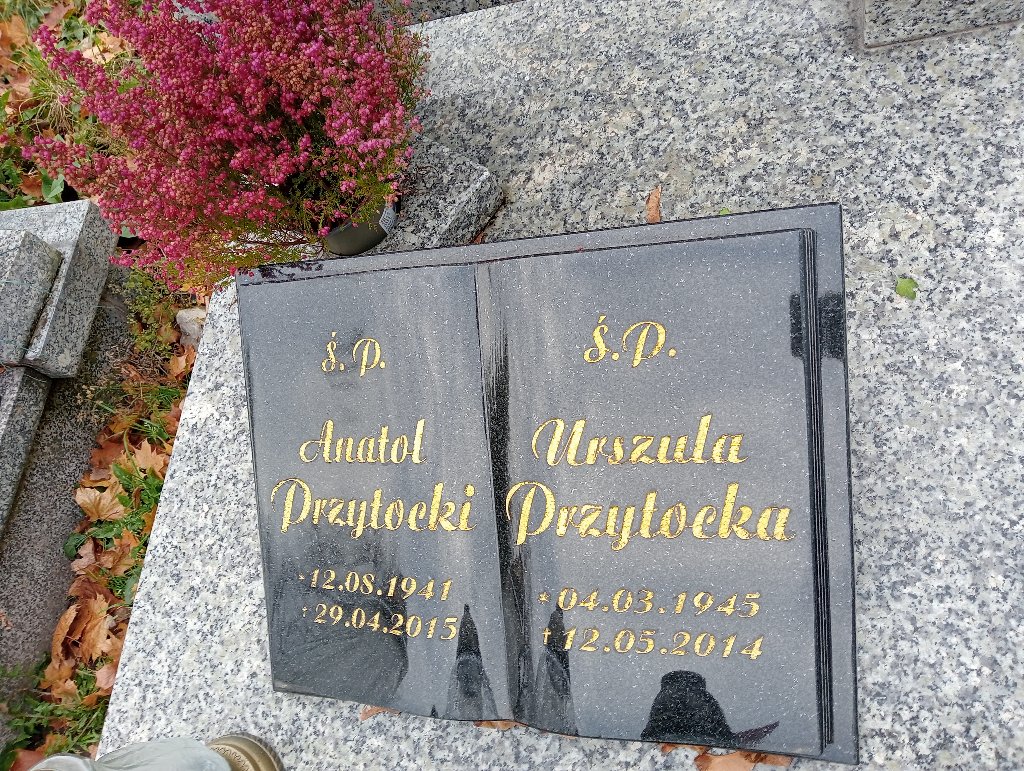 Ś.P.
Anatol
Przytocki
*12.08.1941
†29.04.2015
Ś.P.
Urszula
Przytocka
*04.03.1945
†12.05.2014